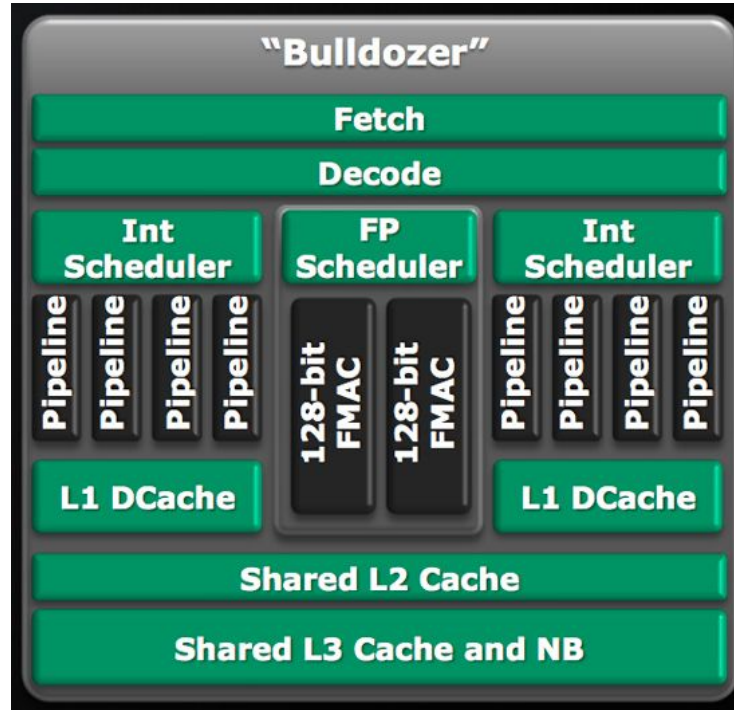 “Bulldozer”
Fetch
Decode
Int
Scheduler
FP
Scheduler
Int
Scheduler
Pipeline
Pipeline
Pipeline
Pipeline
128-bit
FMAC
128-bit
FMAC
Pipeline
Pipeline
Pipeline
Pipeline
L1 DCache
L1 DCache
Shared L2 Cache
Shared L3 Cache and NB